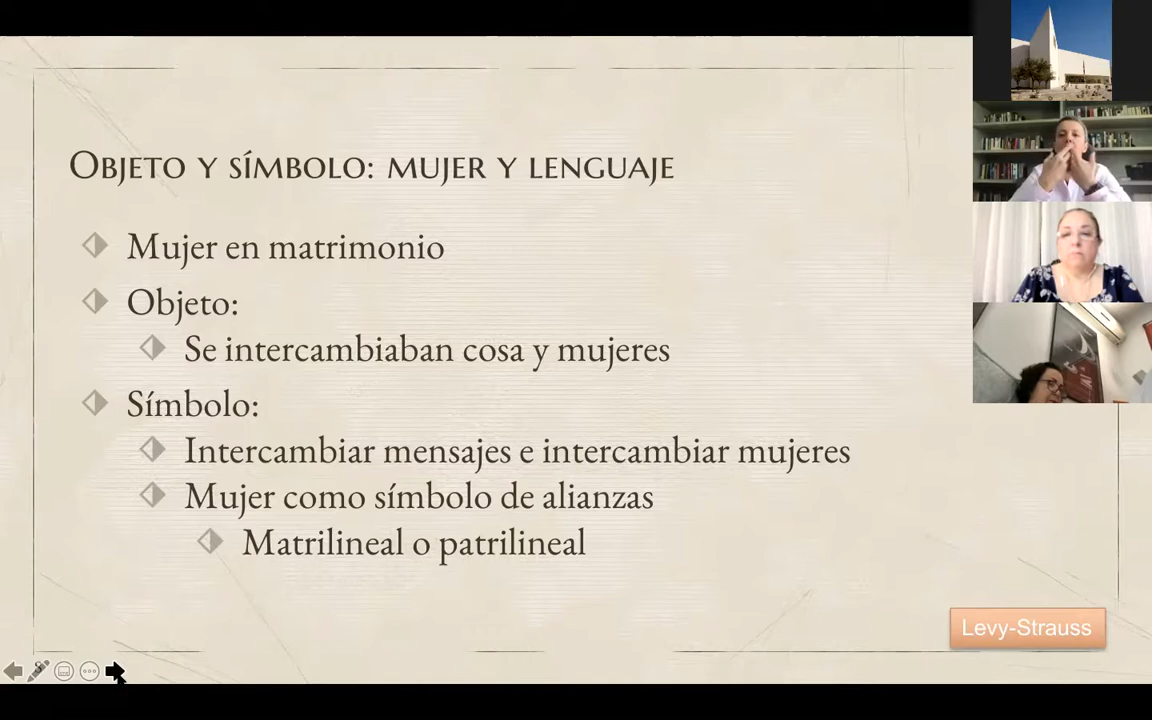 Objeto y símbolo: mujer y lenguaje
Mujer en matrimonio
Objeto:
Se intercambiaban cosa y mujeres
Símbolo:
Intercambiar mensajes e intercambiar mujeres
Mujer como símbolo de alianzas
Matrilineal o patrilineal
Levy-Strauss